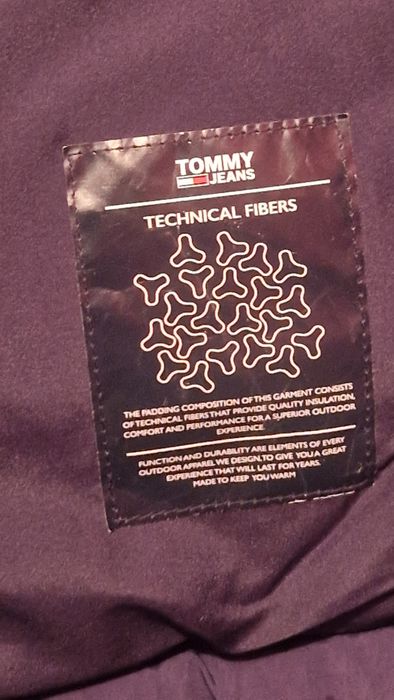 TOMMY
JEANS
TECHNICAL FIBERS
THE PADDING COMPOSITION OF THIS GARMENT CONSISTS
OF TECHNICAL FIBERS THAT PROVIDE QUALITY INSULATION,
COMFORT AND PERFORMANCE FOR A SUPERIOR OUTDOOR
EXPERIENCE.
FUNCTION AND DURABILITY ARE ELEMENTS OF EVERY
OUTDOOR APPAREL WE DESIGN,TO GIVE YOU A GREAT
EXPERIENCE THAT WILL LAST FOR YEARS.
MADE TO KEEP YOU WARM